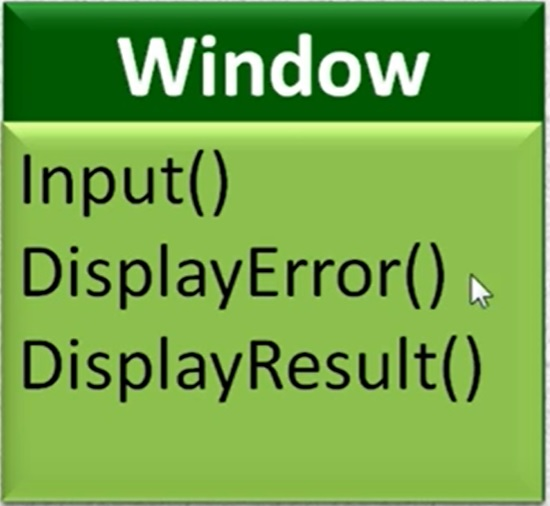 Window
Input()
DisplayError()
DisplayResult()